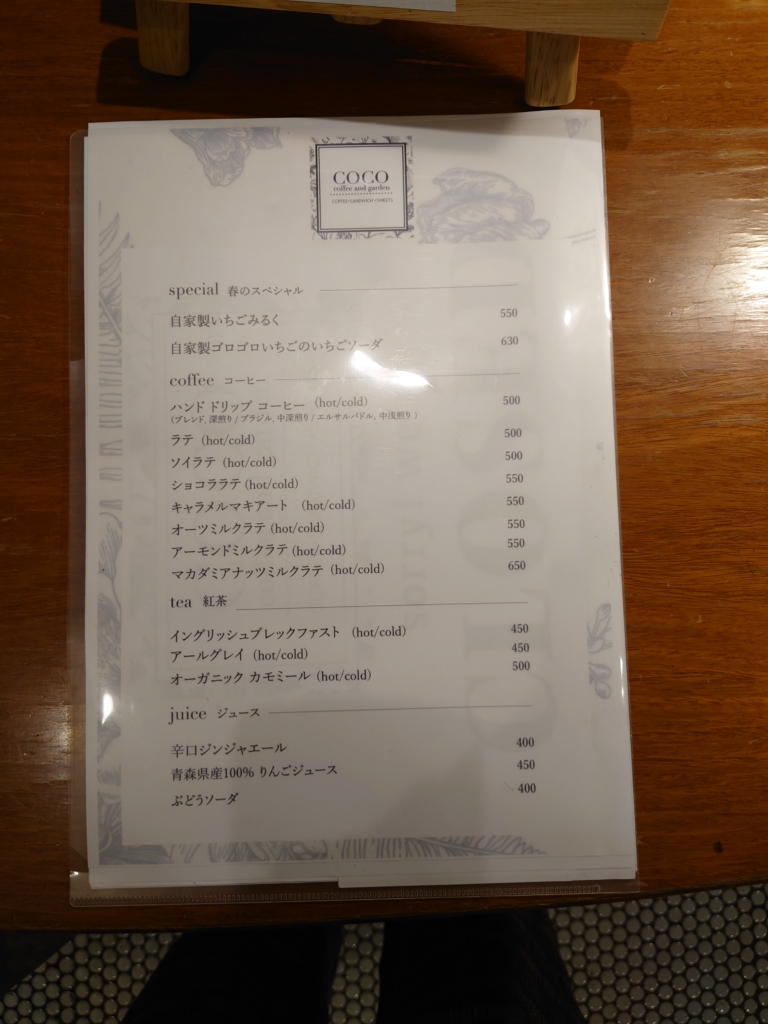 COCO
coffee and garden
COFFEE・SANDWICH・SWEETS
special 春のスペシャル
自家製いちごみるく 550
自家製ゴロゴロいちごのいちごソーダ 630
coffee コーヒー
ハンド ドリップ コーヒー (hot/cold) 500
(ブレンド, 深煎り / ブラジル, 中深煎り / エルサルバドル, 中浅煎り )
ラテ (hot/cold) 500
ソイラテ (hot/cold) 500
ショコララテ (hot/cold) 550
キャラメルマキアート (hot/cold) 550
オーツミルクラテ (hot/cold) 550
アーモンドミルクラテ (hot/cold) 550
マカダミアナッツミルクラテ (hot/cold) 650
tea 紅茶
イングリッシュブレックファスト (hot/cold) 450
アールグレイ (hot/cold) 450
オーガニック カモミール (hot/cold) 500
juice ジュース
辛口ジンジャエール 400
青森県産100% りんごジュース 450
ぶどうソーダ 400